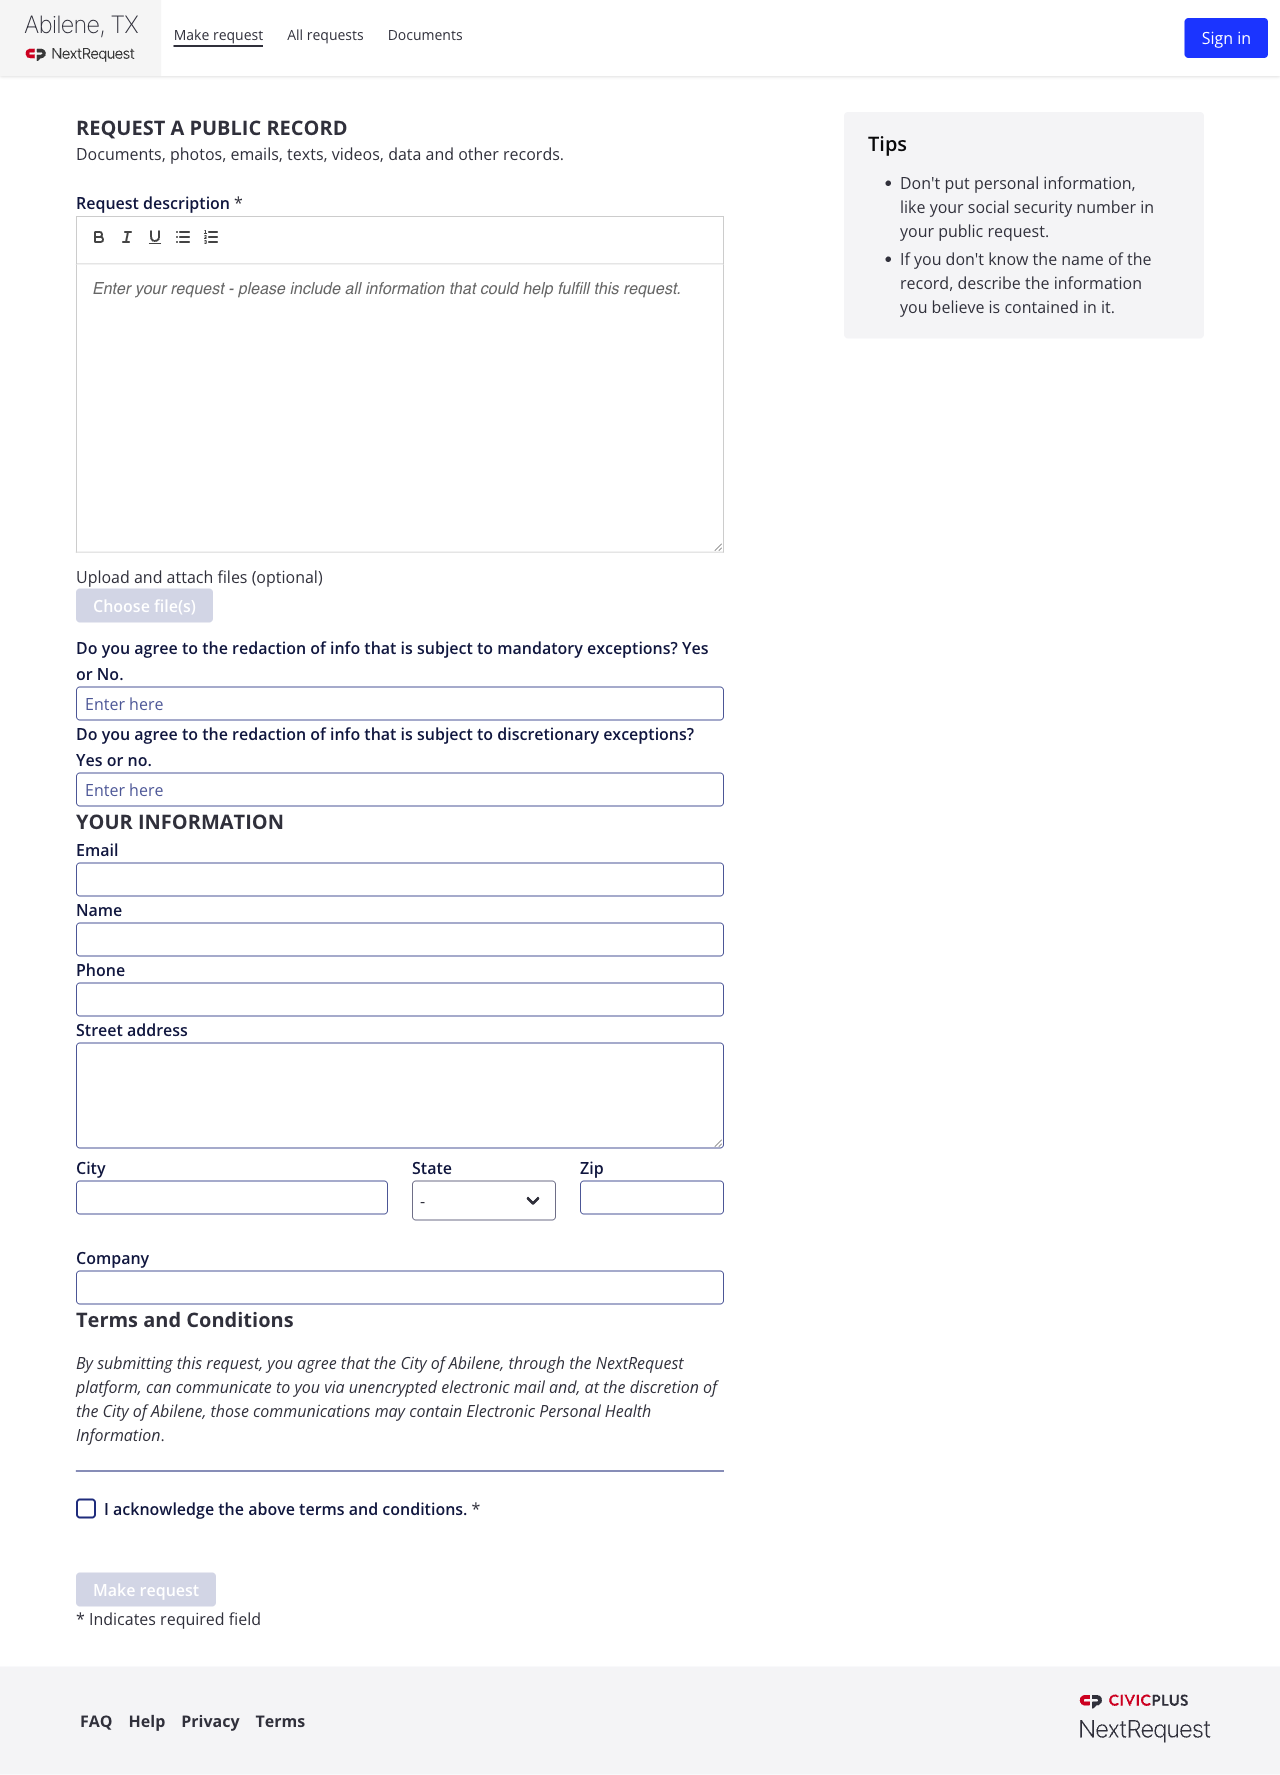 Abilene, TX
NextRequest
Make request
All requests
Documents
Sign in
REQUEST A PUBLIC RECORD
Documents, photos, emails, texts, videos, data and other records.
Request description *
B I U
Enter your request - please include all information that could help fulfill this request.
Upload and attach files (optional)
Choose file(s)
Do you agree to the redaction of info that is subject to mandatory exceptions? Yes
or No.
Enter here
Do you agree to the redaction of info that is subject to discretionary exceptions?
Yes or no.
Enter here
YOUR INFORMATION
Email
Name
Phone
Street address
City
State
-
Zip
Company
Terms and Conditions
By submitting this request, you agree that the City of Abilene, through the NextRequest
platform, can communicate to you via unencrypted electronic mail and, at the discretion of
the City of Abilene, those communications may contain Electronic Personal Health
Information.
I acknowledge the above terms and conditions. *
Make request
* Indicates required field
Tips
• Don't put personal information,
like your social security number in
your public request.
• If you don't know the name of the
record, describe the information
you believe is contained in it.
FAQ
Help
Privacy
Terms
CIVICPLUS
NextRequest